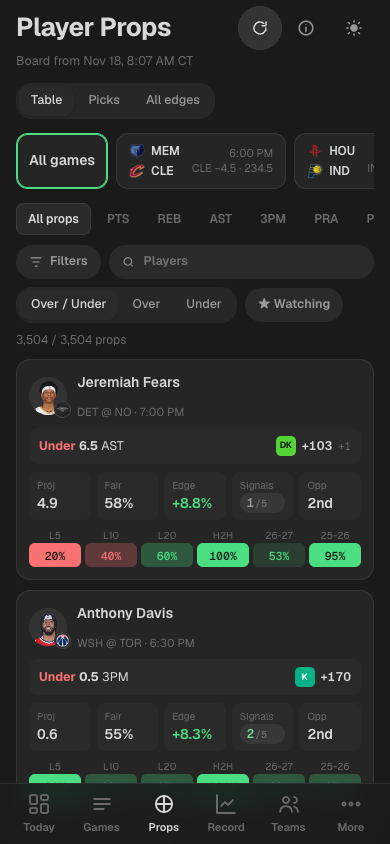 Player Props
Board from Nov 18, 8:07 AM CT
Table Picks All edges
All games
MEM 6:00 PM
CLE CLE −4.5 · 234.5
HOU
IND
All props PTS REB AST 3PM PRA P
Filters Players
Over / Under Over Under ★ Watching
3,504 / 3,504 props
Jeremiah Fears
DET @ NO · 7:00 PM
Under 6.5 AST DK +103 +1
Proj Fair Edge Signals Opp
4.9 58% +8.8% 1/5 2nd
L5 L10 L20 H2H 26-27 25-26
20% 40% 60% 100% 53% 95%
Anthony Davis
WSH @ TOR · 6:30 PM
Under 0.5 3PM K +170
Proj Fair Edge Signals Opp
0.6 55% +8.3% 2/5 2nd
L5 L10 L20 H2H 26-27 25-26
Today Games Props Record Teams More